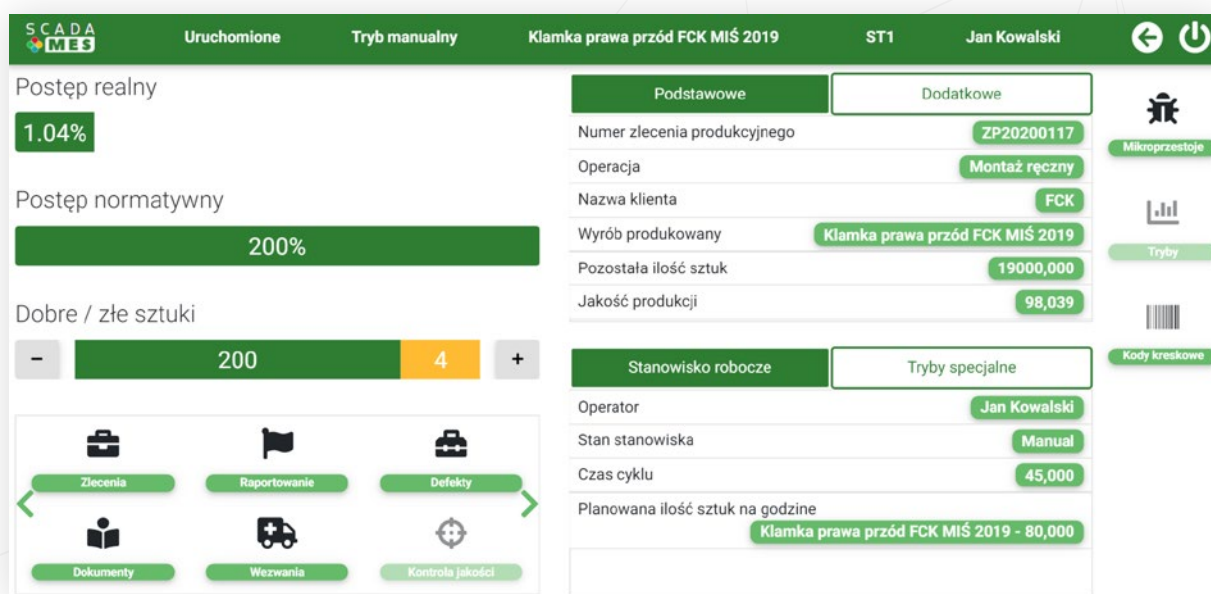 SCADA
MES
Uruchomione
Tryb manualny
Klamka prawa przód FCK MIŚ 2019
ST1
Jan Kowalski
Postęp realny
1.04%
Postęp normatywny
200%
Dobre / złe sztuki
-
200
4
+
Zlecenia
Raportowanie
Defekty
Dokumenty
Wezwania
Kontrola jakości
Podstawowe
Dodatkowe
Numer zlecenia produkcyjnego ZP20200117
Operacja Montaż ręczny
Nazwa klienta FCK
Wyrób produkowany Klamka prawa przód FCK MIŚ 2019
Pozostała ilość sztuk 19000,000
Jakość produkcji 98,039
Stanowisko robocze
Tryby specjalne
Operator Jan Kowalski
Stan stanowiska Manual
Czas cyklu 45,000
Planowana ilość sztuk na godzine
Klamka prawa przód FCK MIŚ 2019 - 80,000
Mikroprzestoje
Tryby
Kody kreskowe